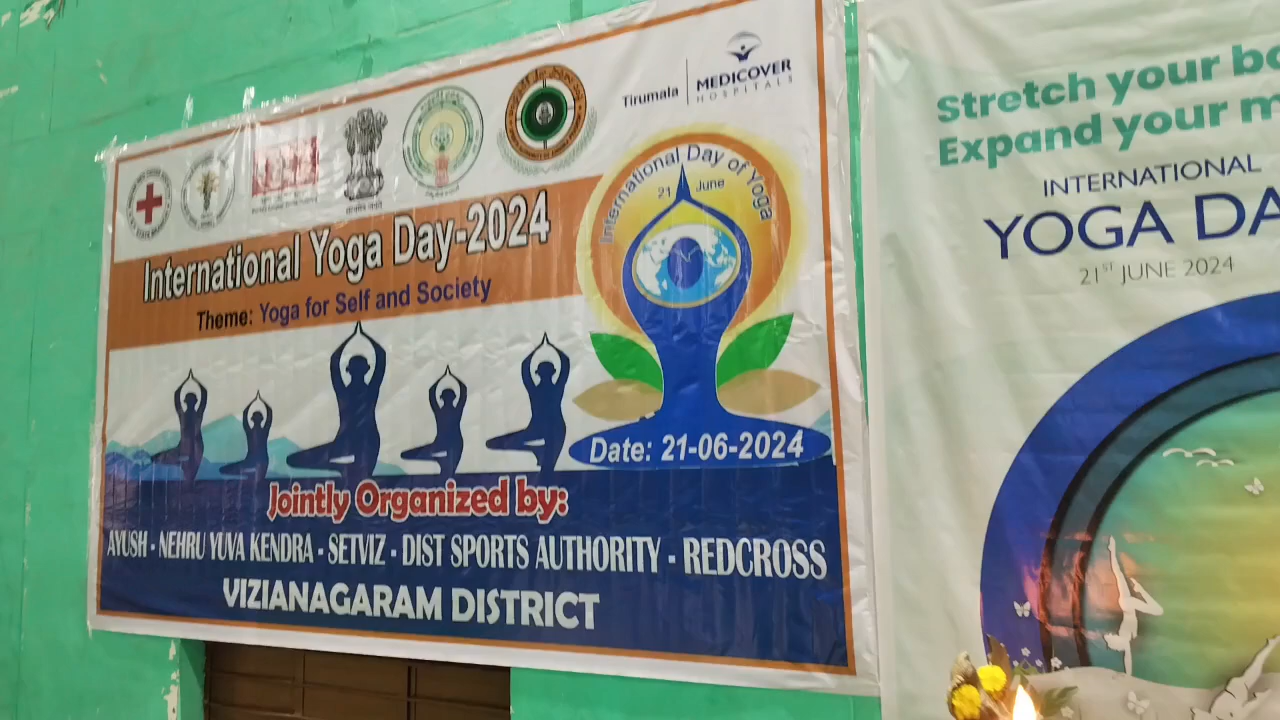 Tirumala
MEDICOVER
HOSPITALS
International Day of Yoga
21 June
International Yoga Day-2024
Theme: Yoga for Self and Society
Date: 21-06-2024
Jointly Organized by:
AYUSH - NEHRU YUVA KENDRA - SETVIZ - DIST SPORTS AUTHORITY - REDCROSS
VIZIANAGARAM DISTRICT
Stretch your
Expand your
INTERNATIONAL
YOGA DA
21ST JUNE 2024